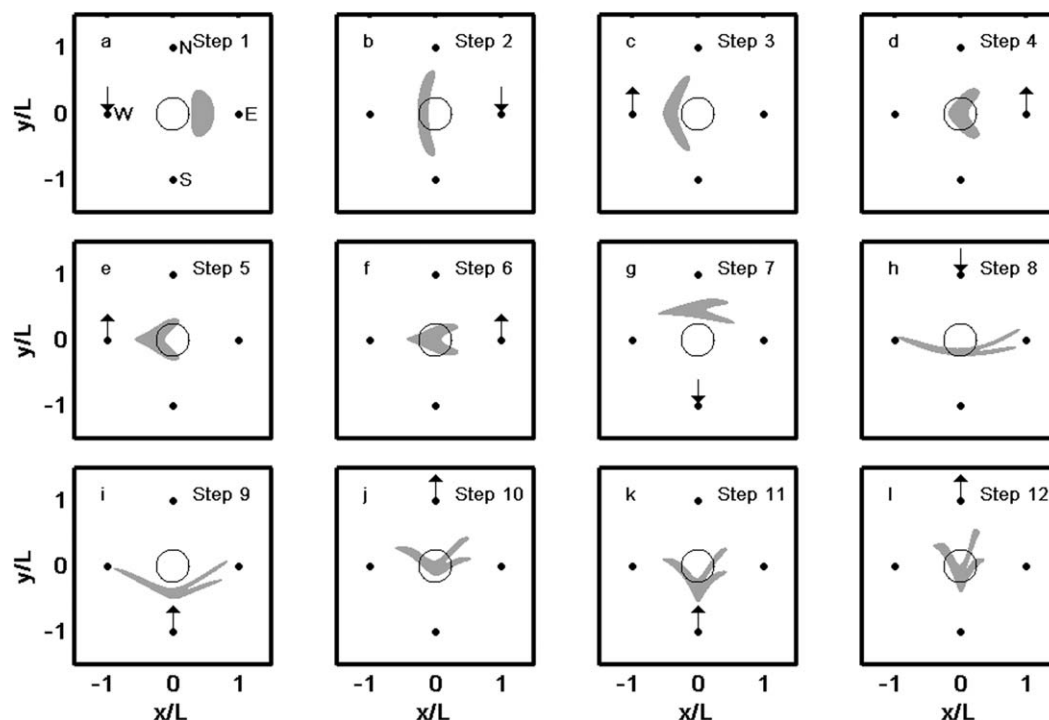 a Step 1
N
W E
S
b Step 2
c Step 3
d Step 4
y/L
1
0
-1
e Step 5
f Step 6
g Step 7
h Step 8
y/L
1
0
-1
i Step 9
j Step 10
k Step 11
l Step 12
y/L
1
0
-1
-1 0 1
-1 0 1
-1 0 1
-1 0 1
x/L
x/L
x/L
x/L